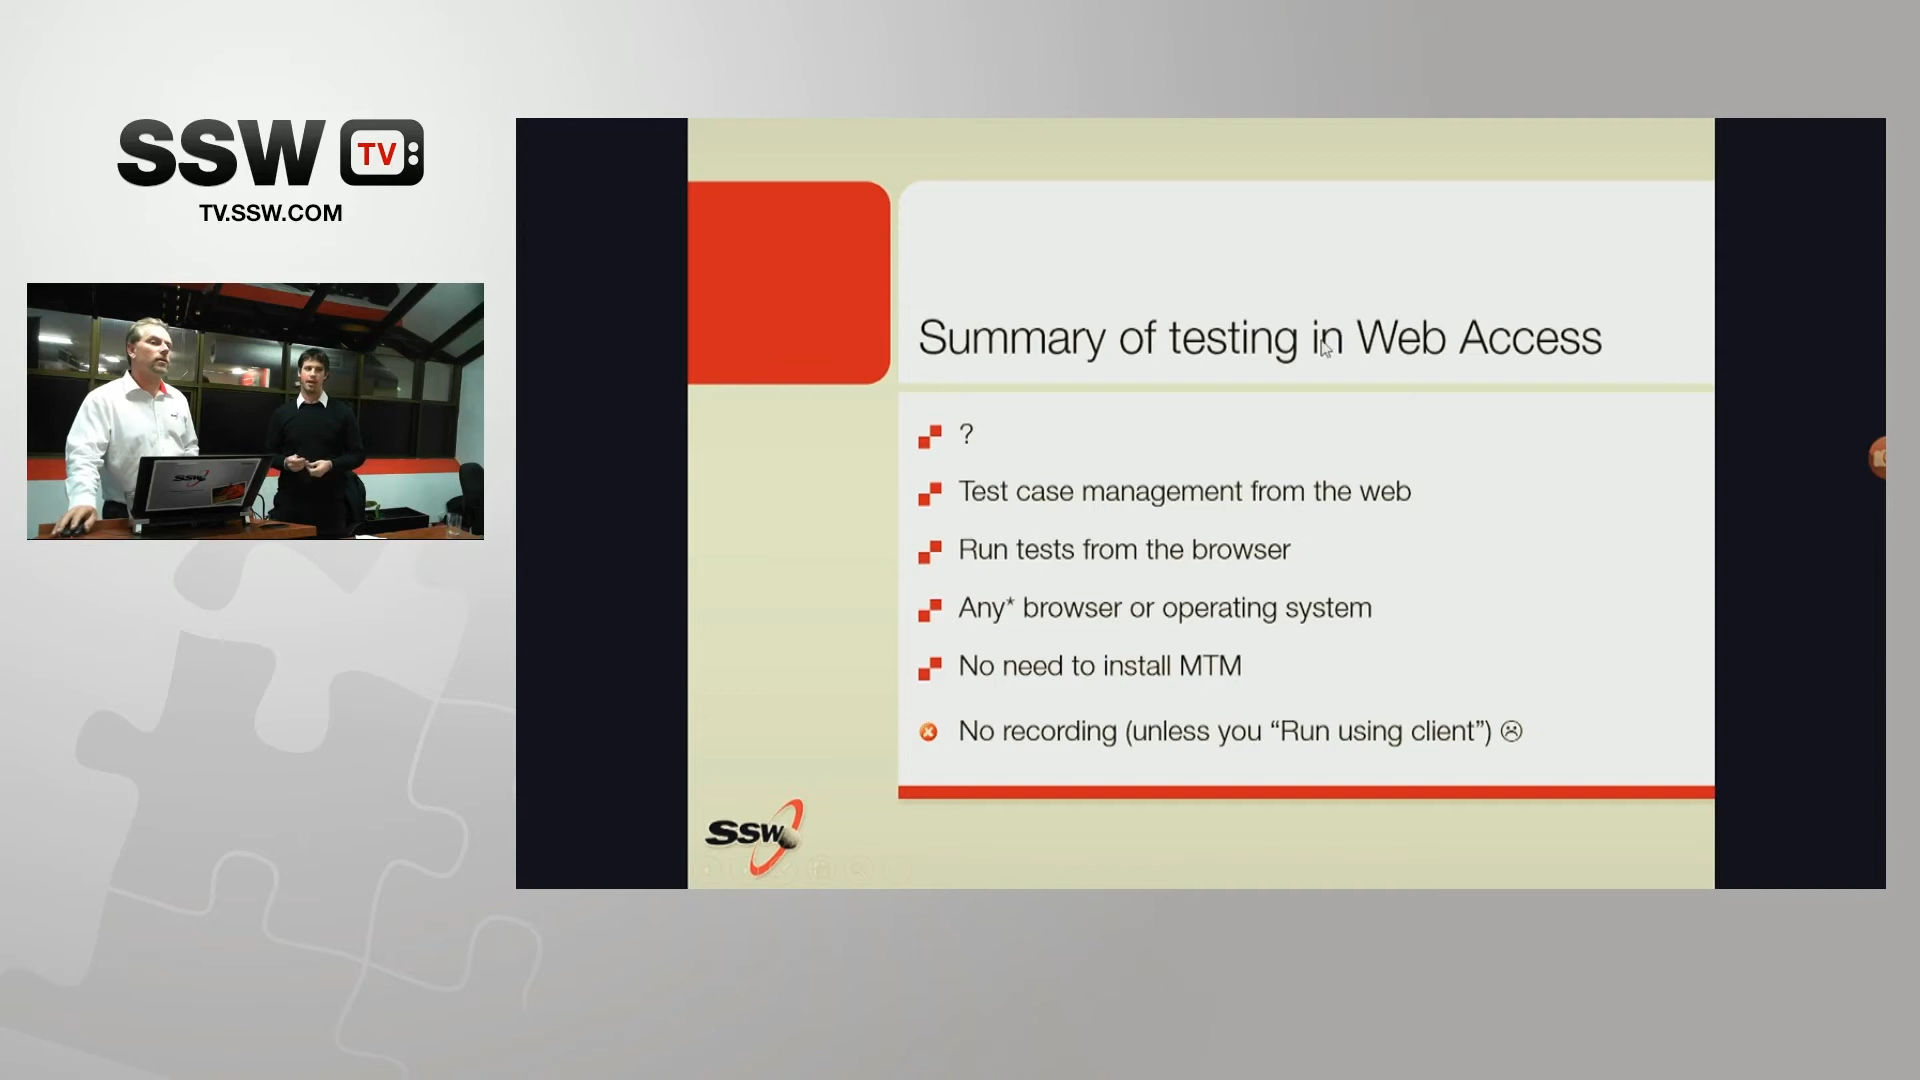 SSW TV:
TV.SSW.COM
SSW
Summary of testing in Web Access
?
Test case management from the web
Run tests from the browser
Any* browser or operating system
No need to install MTM
No recording (unless you “Run using client”) ☹
SSW